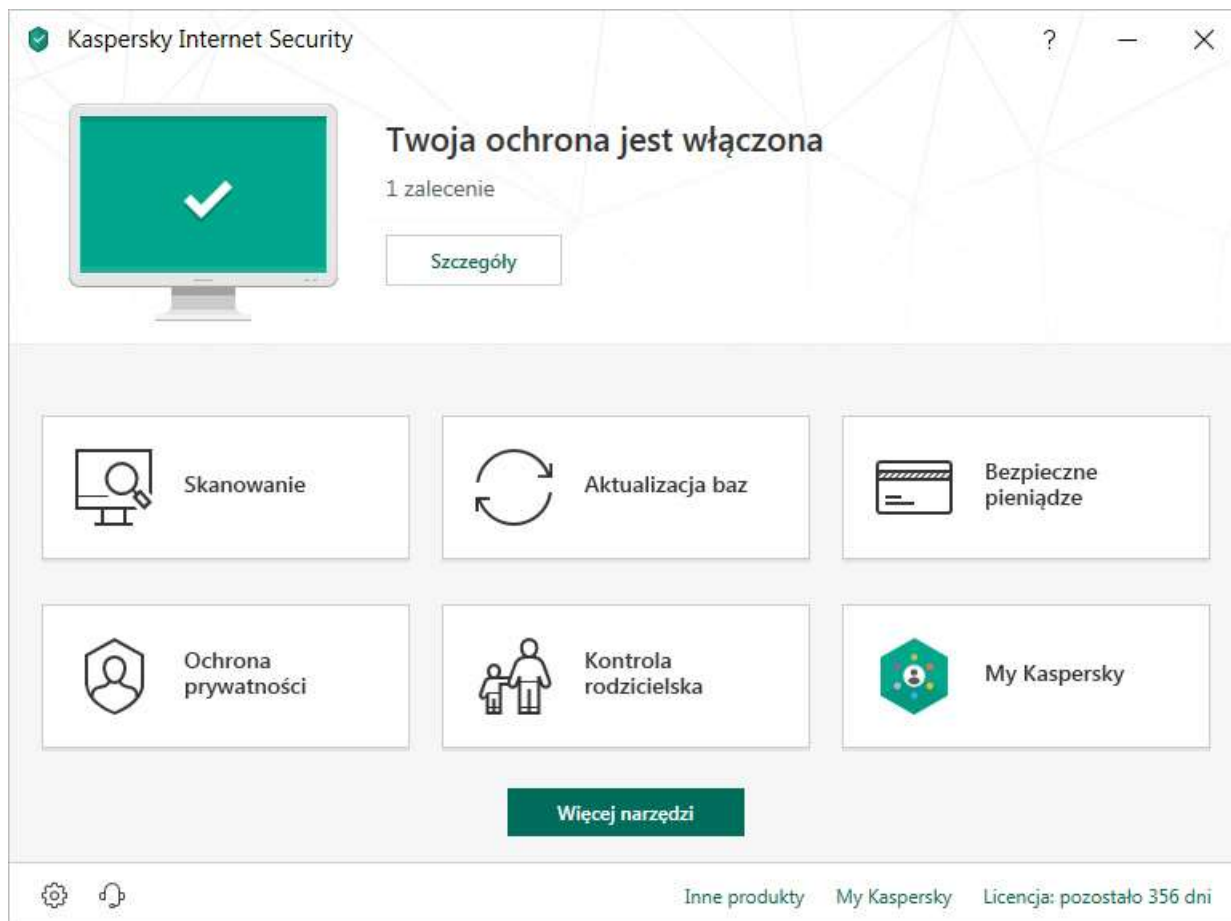 Kaspersky Internet Security
?
Twoja ochrona jest włączona
1 zalecenie
Szczegóły
Skanowanie
Aktualizacja baz
Bezpieczne
pieniądze
Ochrona
prywatności
Kontrola
rodzicielska
My Kaspersky
Więcej narzędzi
Inne produkty My Kaspersky Licencja: pozostało 356 dni